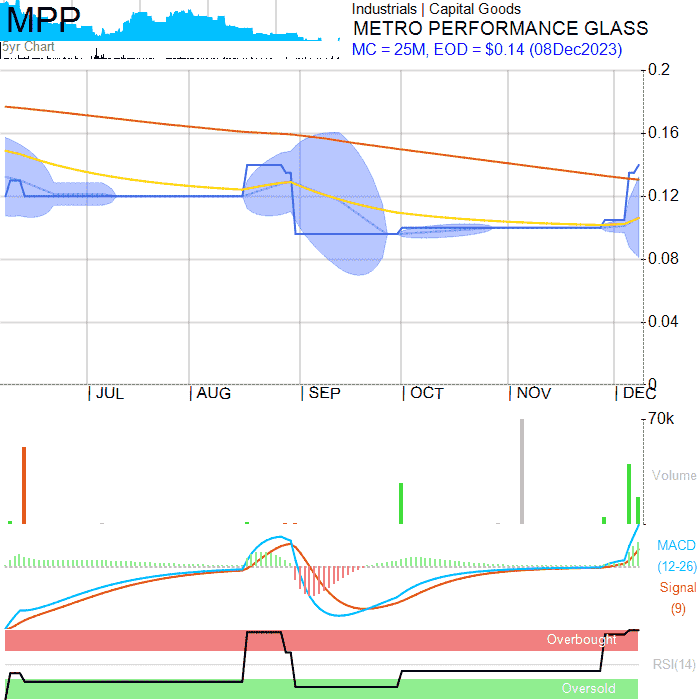 MPP
Industrials | Capital Goods
METRO PERFORMANCE GLASS
MC = 25M, EOD = $0.14 (08Dec2023)
5yr Chart
0.2
0.16
0.12
0.08
0.04
0
| JUL | AUG | SEP | OCT | NOV | DEC
70k
Volume
MACD
(12-26)
Signal
(9)
Overbought
RSI(14)
Oversold